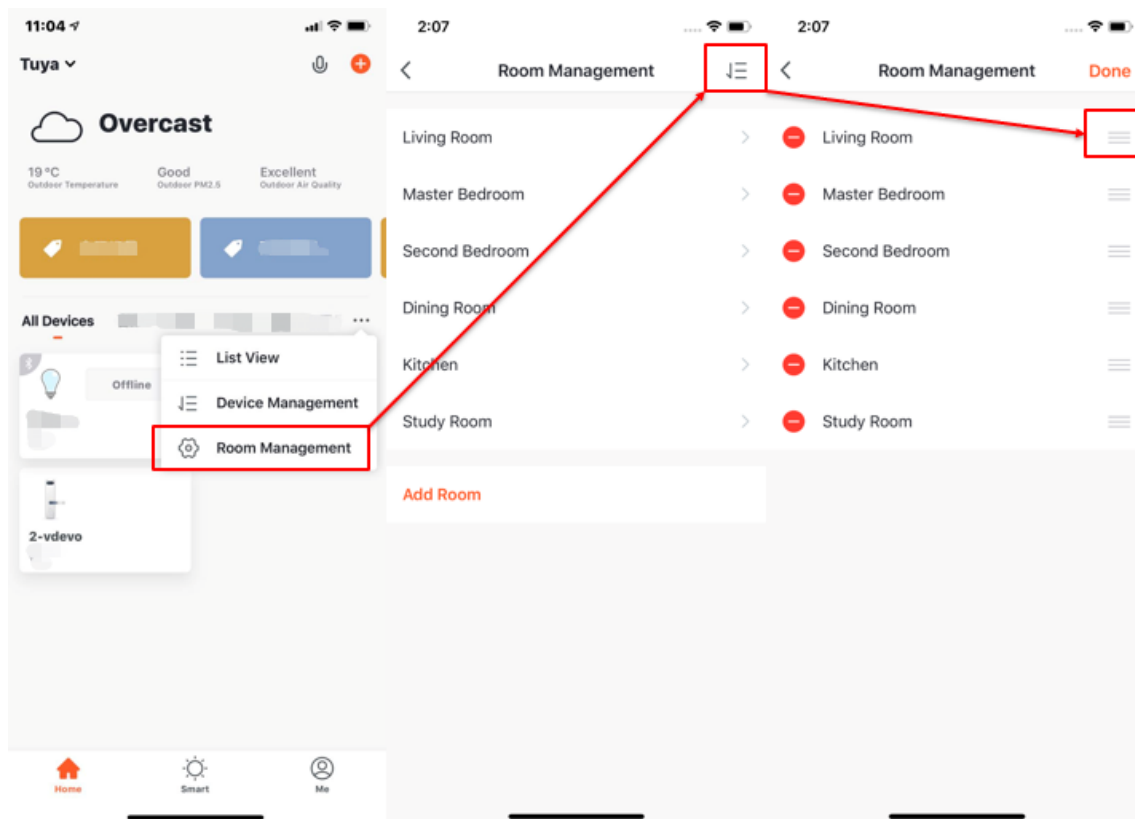 11:04
Tuya
Overcast
19 °C
Outdoor Temperature
Good
Outdoor PM2.5
Excellent
Outdoor Air Quality
All Devices
...
List View
Device Management
Room Management
Offline
2-vdevo
Home
Smart
Me
2:07
Room Management
Living Room
Master Bedroom
Second Bedroom
Dining Room
Kitchen
Study Room
Add Room
2:07
Room Management
Done
Living Room
Master Bedroom
Second Bedroom
Dining Room
Kitchen
Study Room